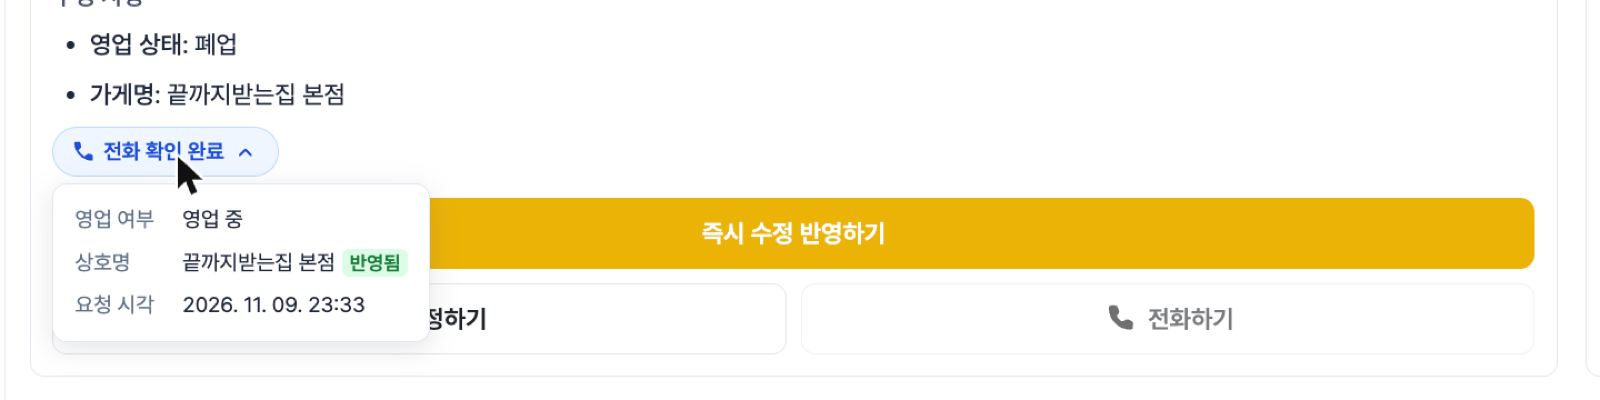 영업 상태: 폐업
가게명: 끝까지받는집 본점
전화 확인 완료
영업 여부 영업 중
상호명 끝까지받는집 본점 반영됨
요청 시각 2026. 11. 09. 23:33
즉시 수정 반영하기
정하기
전화하기